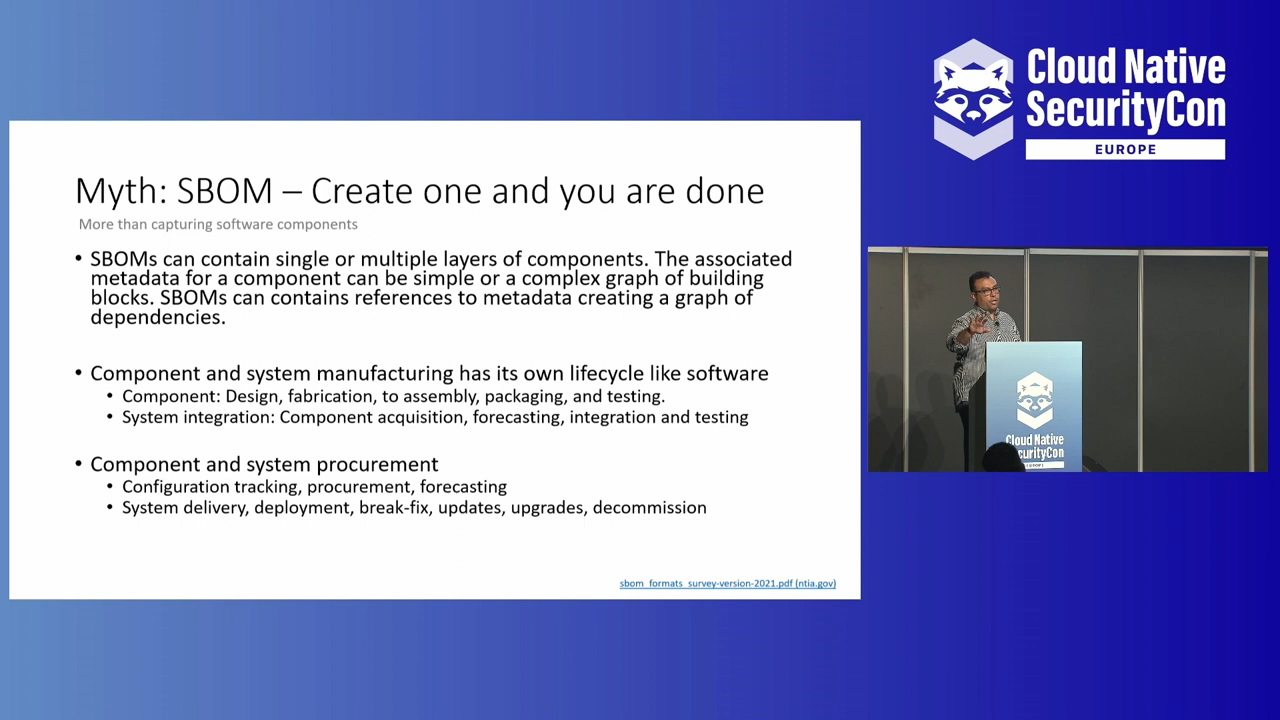 Cloud Native
SecurityCon
EUROPE
Myth: SBOM – Create one and you are done
More than capturing software components
• SBOMs can contain single or multiple layers of components. The associated
metadata for a component can be simple or a complex graph of building
blocks. SBOMs can contains references to metadata creating a graph of
dependencies.
• Component and system manufacturing has its own lifecycle like software
• Component: Design, fabrication, to assembly, packaging, and testing.
• System integration: Component acquisition, forecasting, integration and testing
• Component and system procurement
• Configuration tracking, procurement, forecasting
• System delivery, deployment, break-fix, updates, upgrades, decommission
sbom_formats_survey-version-2021.pdf (ntia.gov)
Cloud Native
curityCon